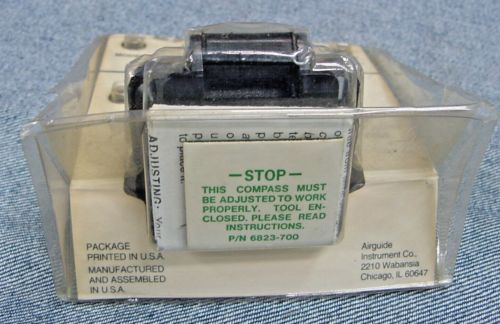 ADJUSTING:
—STOP—
THIS COMPASS MUST
BE ADJUSTED TO WORK
PROPERLY. TOOL EN-
CLOSED. PLEASE READ
INSTRUCTIONS.
P/N 6823-700
PACKAGE
PRINTED IN U.S.A.
MANUFACTURED
AND ASSEMBLED
IN U.S.A.
Airguide
Instrument Co.,
2210 Wabansia
Chicago, IL 60647